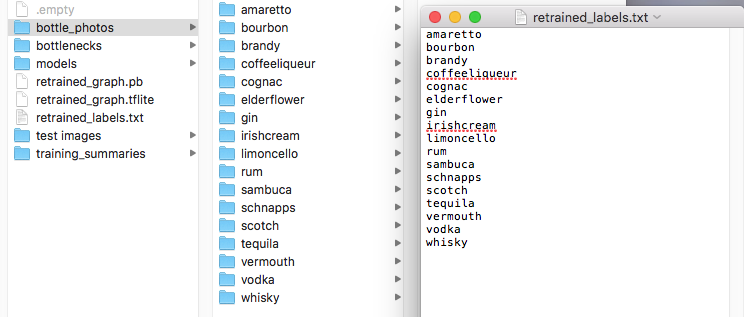 .empty
bottle_photos
bottlenecks
models
retrained_graph.pb
retrained_graph.tflite
retrained_labels.txt
test images
training_summaries
amaretto
bourbon
brandy
coffeeliqueur
cognac
elderflower
gin
irishcream
limoncello
rum
sambuca
schnapps
scotch
tequila
vermouth
vodka
whisky
retrained_labels.txt
amaretto
bourbon
brandy
coffeeliqueur
cognac
elderflower
gin
irishcream
limoncello
rum
sambuca
schnapps
scotch
tequila
vermouth
vodka
whisky